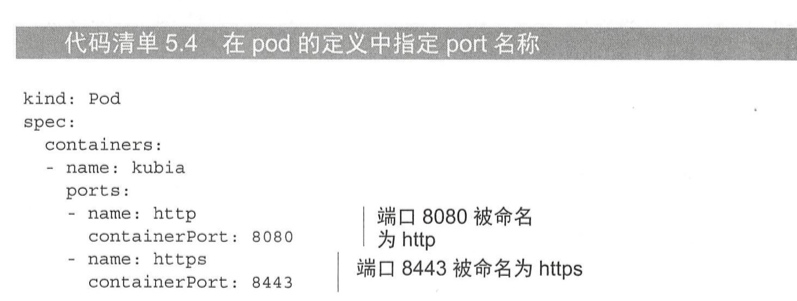 代码清单 5.4 在 pod 的定义中指定 port 名称
kind: Pod
spec:
  containers:
  - name: kubia
    ports:
    - name: http
      containerPort: 8080
端口 8080 被命名
为 http
    - name: https
      containerPort: 8443
端口 8443 被命名为 https